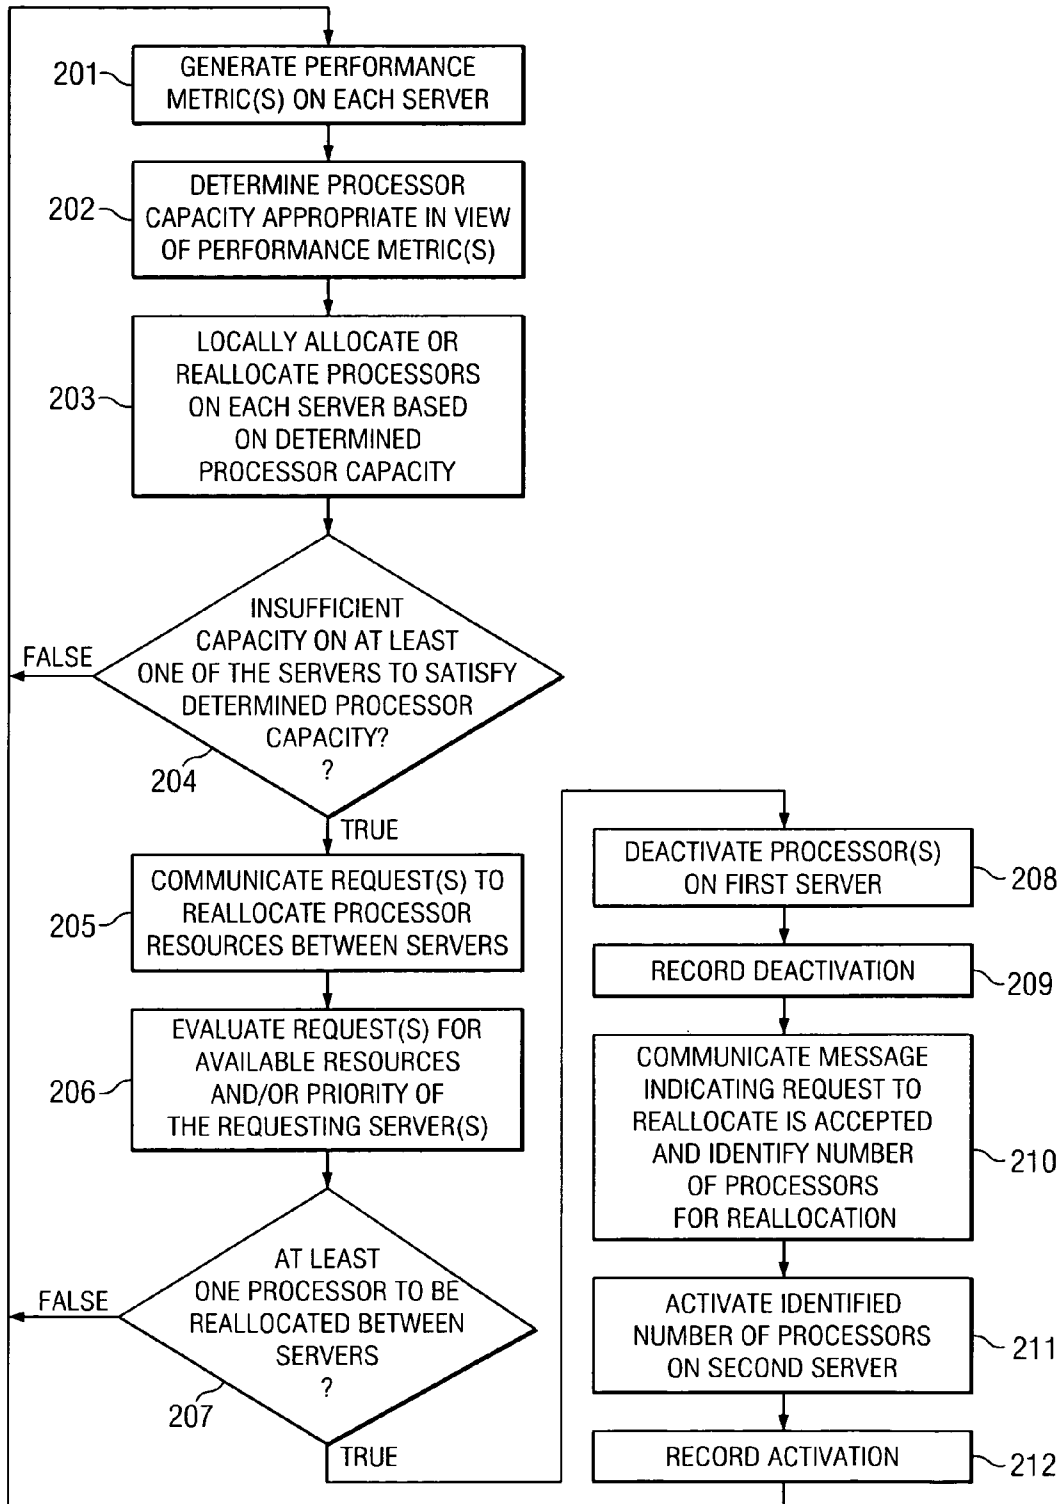 201
GENERATE PERFORMANCE
METRIC(S) ON EACH SERVER
202
DETERMINE PROCESSOR
CAPACITY APPROPRIATE IN VIEW
OF PERFORMANCE METRIC(S)
203
LOCALLY ALLOCATE OR
REALLOCATE PROCESSORS
ON EACH SERVER BASED
ON DETERMINED
PROCESSOR CAPACITY
FALSE
INSUFFICIENT
CAPACITY ON AT LEAST
ONE OF THE SERVERS TO SATISFY
DETERMINED PROCESSOR
CAPACITY?
?
204
TRUE
205
COMMUNICATE REQUEST(S) TO
REALLOCATE PROCESSOR
RESOURCES BETWEEN SERVERS
206
EVALUATE REQUEST(S) FOR
AVAILABLE RESOURCES
AND/OR PRIORITY OF
THE REQUESTING SERVER(S)
FALSE
AT LEAST
ONE PROCESSOR TO BE
REALLOCATED BETWEEN
SERVERS
?
207
TRUE
DEACTIVATE PROCESSOR(S)
ON FIRST SERVER
208
RECORD DEACTIVATION
209
COMMUNICATE MESSAGE
INDICATING REQUEST TO
REALLOCATE IS ACCEPTED
AND IDENTIFY NUMBER
OF PROCESSORS
FOR REALLOCATION
210
ACTIVATE IDENTIFIED
NUMBER OF PROCESSORS
ON SECOND SERVER
211
RECORD ACTIVATION
212